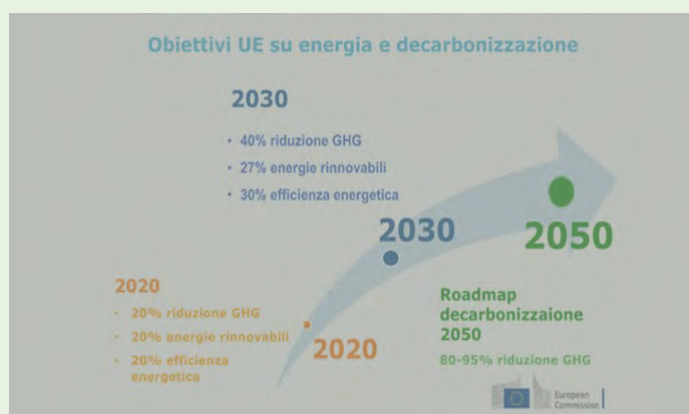 Obiettivi UE su energia e decarbonizzazione
2030
• 40% riduzione GHG
• 27% energie rinnovabili
• 30% efficienza energetica
2030
2050
2020
• 20% riduzione GHG
• 20% energie rinnovabili
• 20% efficienza
energetica
2020
Roadmap
decarbonizzaione
2050
80-95% riduzione GHG
European
Commission